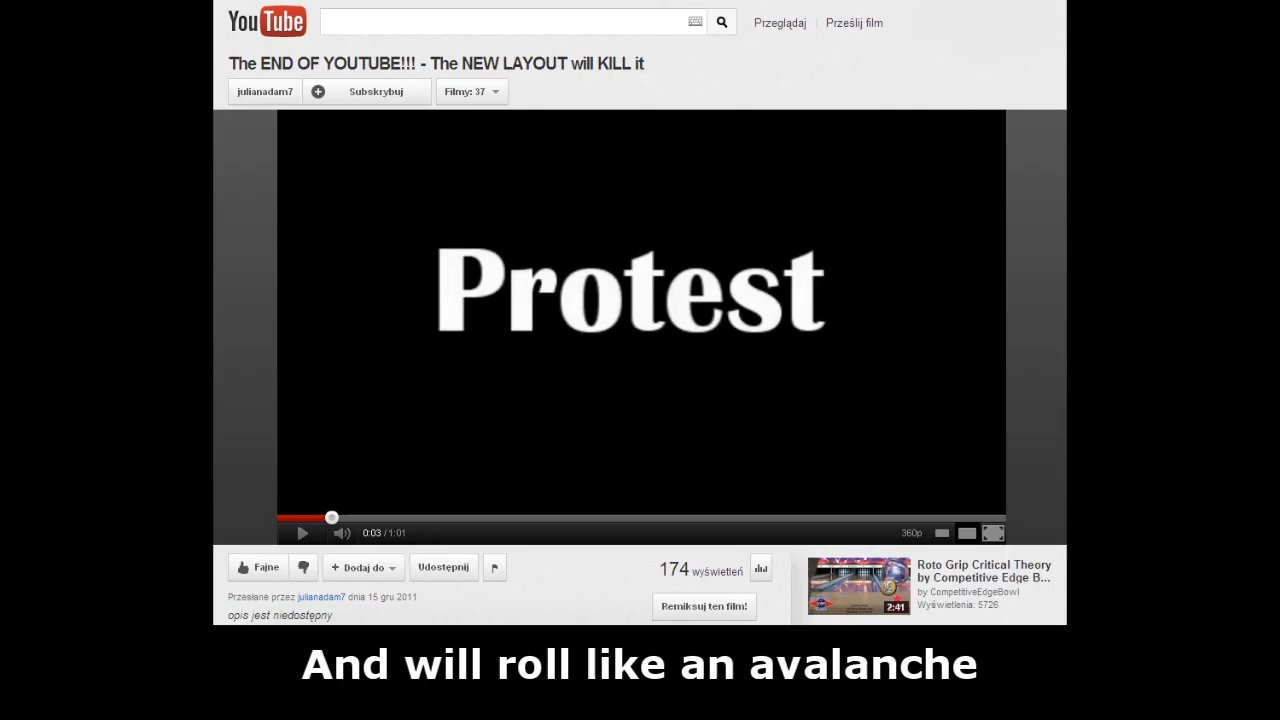 YouTube
Przeglądaj
Prześlij film
The END OF YOUTUBE!!! - The NEW LAYOUT will KILL it
julianadam7
Subskrybuj
Filmy: 37
Protest
0:03 / 1:01
360p
Fajne
+ Dodaj do
Udostępnij
174 wyświetleń
Przesłane przez julianadam7 dnia 15 gru 2011
opis jest niedostępny
Remiksuj ten film!
2:41
Roto Grip Critical Theory
by Competitive Edge B...
by CompetitiveEdgeBowl
Wyświetlenia: 5726
And will roll like an avalanche